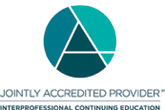 JOINTLY ACCREDITED PROVIDER™
INTERPROFESSIONAL CONTINUING EDUCATION